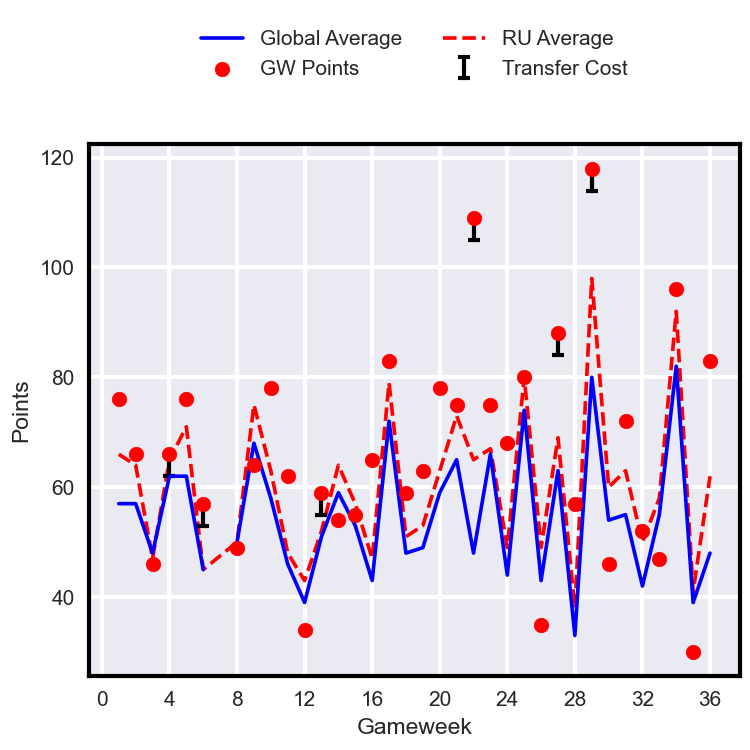 Global Average RU Average
GW Points Transfer Cost
120
100
80
60
40
Points
0 4 8 12 16 20 24 28 32 36
Gameweek